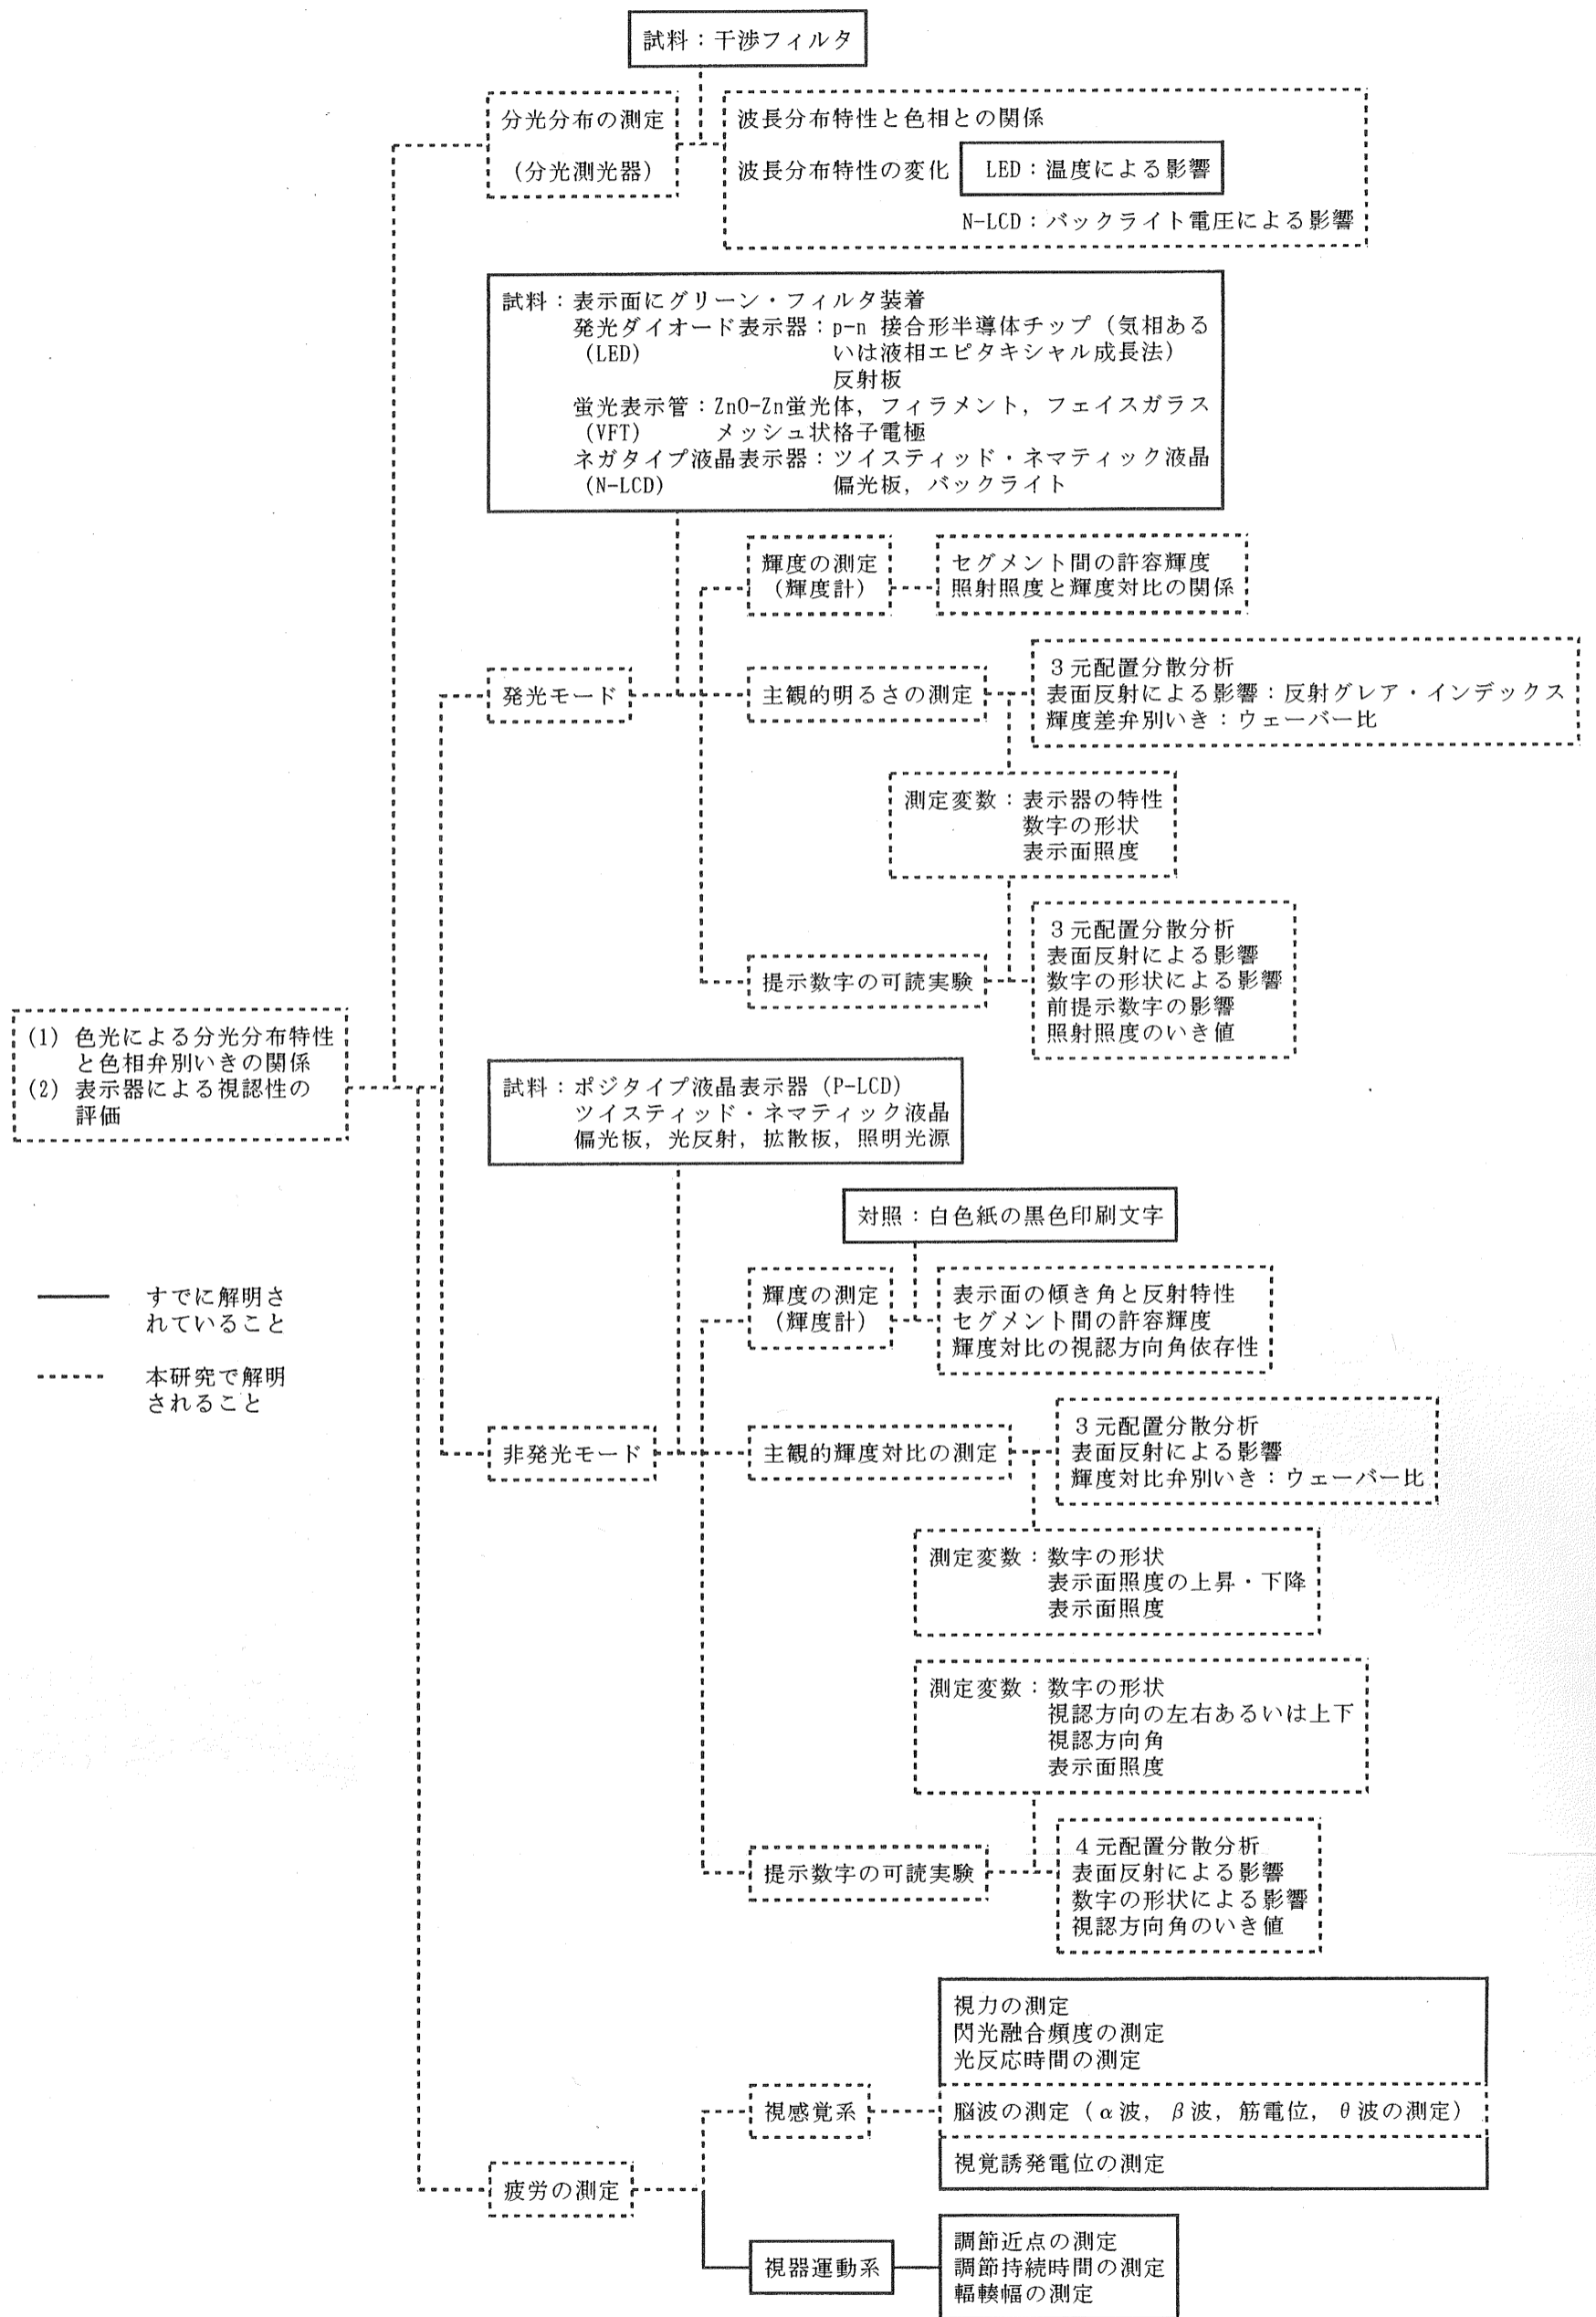 試料：干渉フィルタ
分光分布の測定
（分光測光器）
波長分布特性と色相との関係
波長分布特性の変化
LED：温度による影響
N-LCD：バックライト電圧による影響
試料：表示面にグリーン・フィルタ装着
発光ダイオード表示器：p-n 接合形半導体チップ（気相ある
(LED) いは液相エピタキシャル成長法）
反射板
蛍光表示管：ZnO-Zn蛍光体，フィラメント，フェイスガラス
(VFT) メッシュ状格子電極
ネガタイプ液晶表示器：ツイスティッド・ネマティック液晶
(N-LCD) 偏光板，バックライト
輝度の測定
（輝度計）
セグメント間の許容輝度
照射照度と輝度対比の関係
発光モード
主観的明るさの測定
3元配置分散分析
表面反射による影響：反射グレア・インデックス
輝度差弁別いき：ウェーバー比
測定変数：表示器の特性
数字の形状
表示面照度
提示数字の可読実験
3元配置分散分析
表面反射による影響
数字の形状による影響
前提示数字の影響
照射照度のいき値
(1) 色光による分光分布特性
と色相弁別いきの関係
(2) 表示器による視認性の
評価
試料：ポジタイプ液晶表示器（P-LCD）
ツイスティッド・ネマティック液晶
偏光板，光反射，拡散板，照明光源
対照：白色紙の黒色印刷文字
輝度の測定
（輝度計）
表示面の傾き角と反射特性
セグメント間の許容輝度
輝度対比の視認方向角依存性
すでに解明さ
れていること
本研究で解明
されること
非発光モード
主観的輝度対比の測定
3元配置分散分析
表面反射による影響
輝度対比弁別いき：ウェーバー比
測定変数：数字の形状
表示面照度の上昇・下降
表示面照度
測定変数：数字の形状
視認方向の左右あるいは上下
視認方向角
表示面照度
提示数字の可読実験
4元配置分散分析
表面反射による影響
数字の形状による影響
視認方向角のいき値
疲労の測定
視感覚系
視力の測定
閃光融合頻度の測定
光反応時間の測定
脳波の測定（α波，β波，筋電位，θ波の測定）
視覚誘発電位の測定
視器運動系
調節近点の測定
調節持続時間の測定
輻輳幅の測定